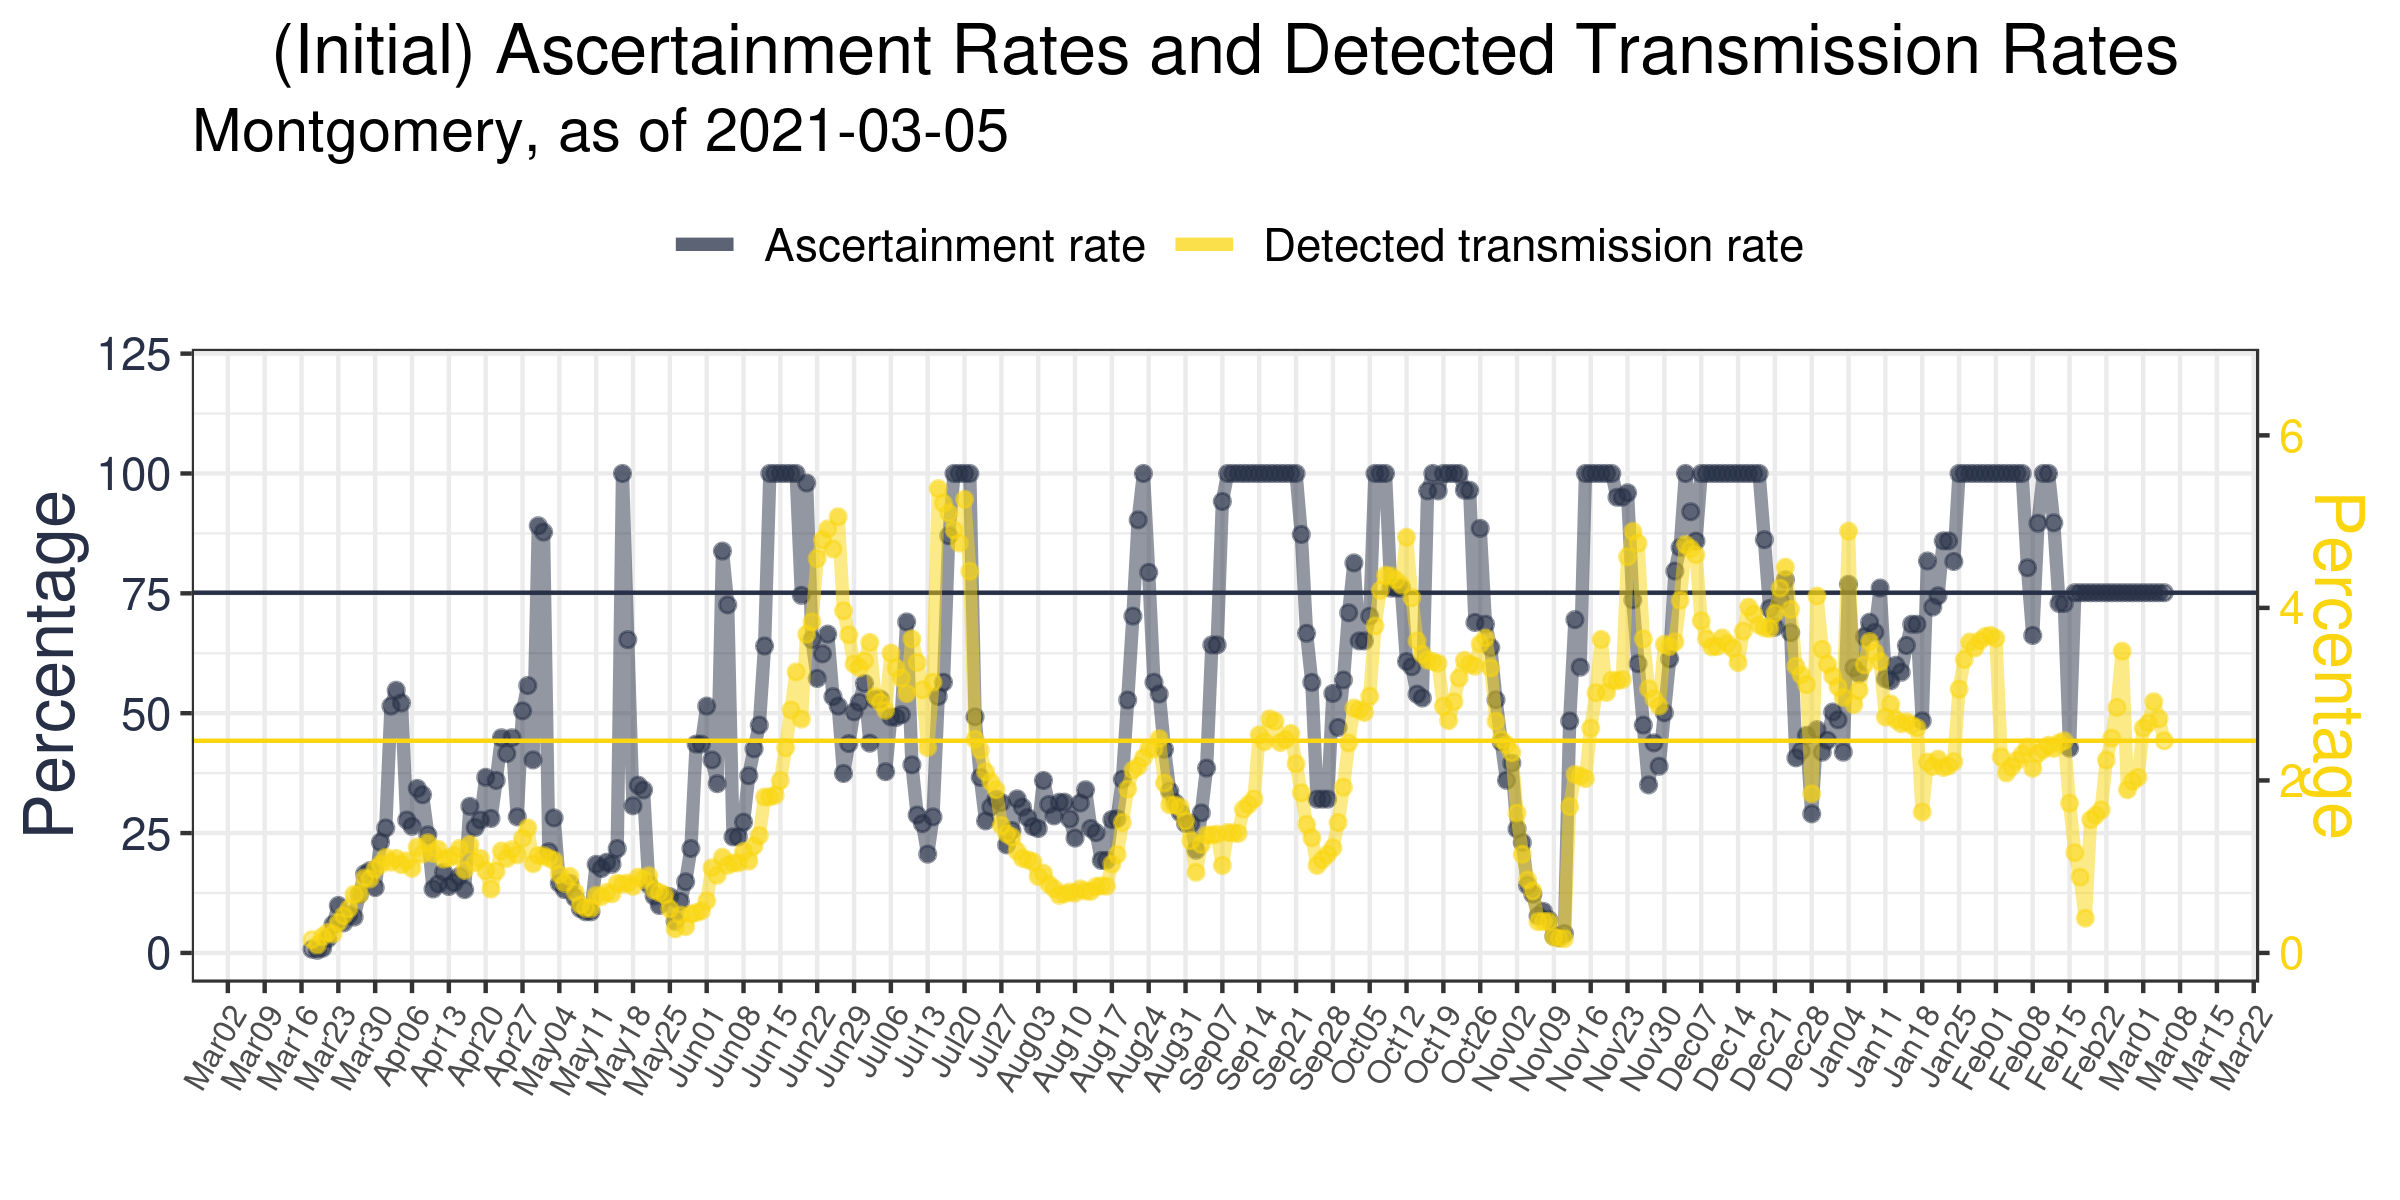 (Initial) Ascertainment Rates and Detected Transmission Rates
Montgomery, as of 2021-03-05
Ascertainment rate
Detected transmission rate
125
100
75
50
25
0
Percentage
6
4
2
0
Percentage
Mar02
Mar09
Mar16
Mar23
Mar30
Apr06
Apr13
Apr20
Apr27
May04
May11
May18
May25
Jun01
Jun08
Jun15
Jun22
Jun29
Jul06
Jul13
Jul20
Jul27
Aug03
Aug10
Aug17
Aug24
Aug31
Sep07
Sep14
Sep21
Sep28
Oct05
Oct12
Oct19
Oct26
Nov02
Nov09
Nov16
Nov23
Nov30
Dec07
Dec14
Dec21
Dec28
Jan04
Jan11
Jan18
Jan25
Feb01
Feb08
Feb15
Feb22
Mar01
Mar08
Mar15
Mar22